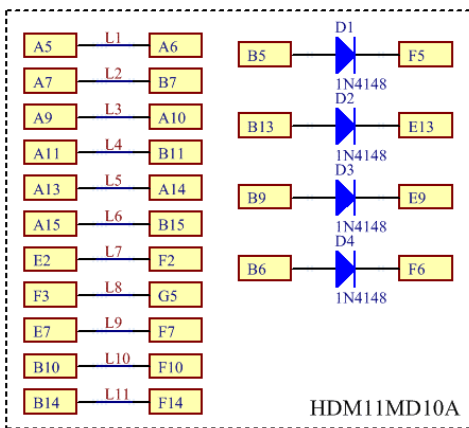 A5 L1 A6
A7 L2 B7
A9 L3 A10
A11 L4 B11
A13 L5 A14
A15 L6 B15
E2 L7 F2
F3 L8 G5
E7 L9 F7
B10 L10 F10
B14 L11 F14
D1
B5 F5
1N4148
D2
B13 E13
1N4148
D3
B9 E9
1N4148
D4
B6 F6
1N4148
HDM11MD10A